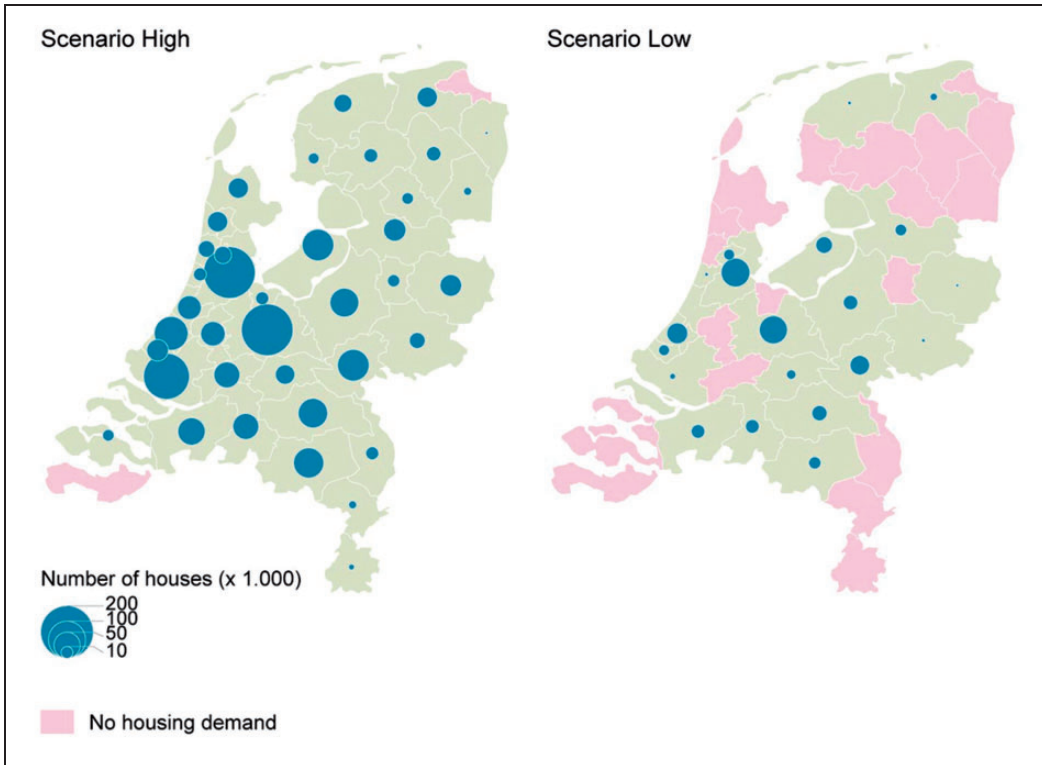 Scenario High
Scenario Low
Number of houses (x 1.000)
200
100
50
10
No housing demand